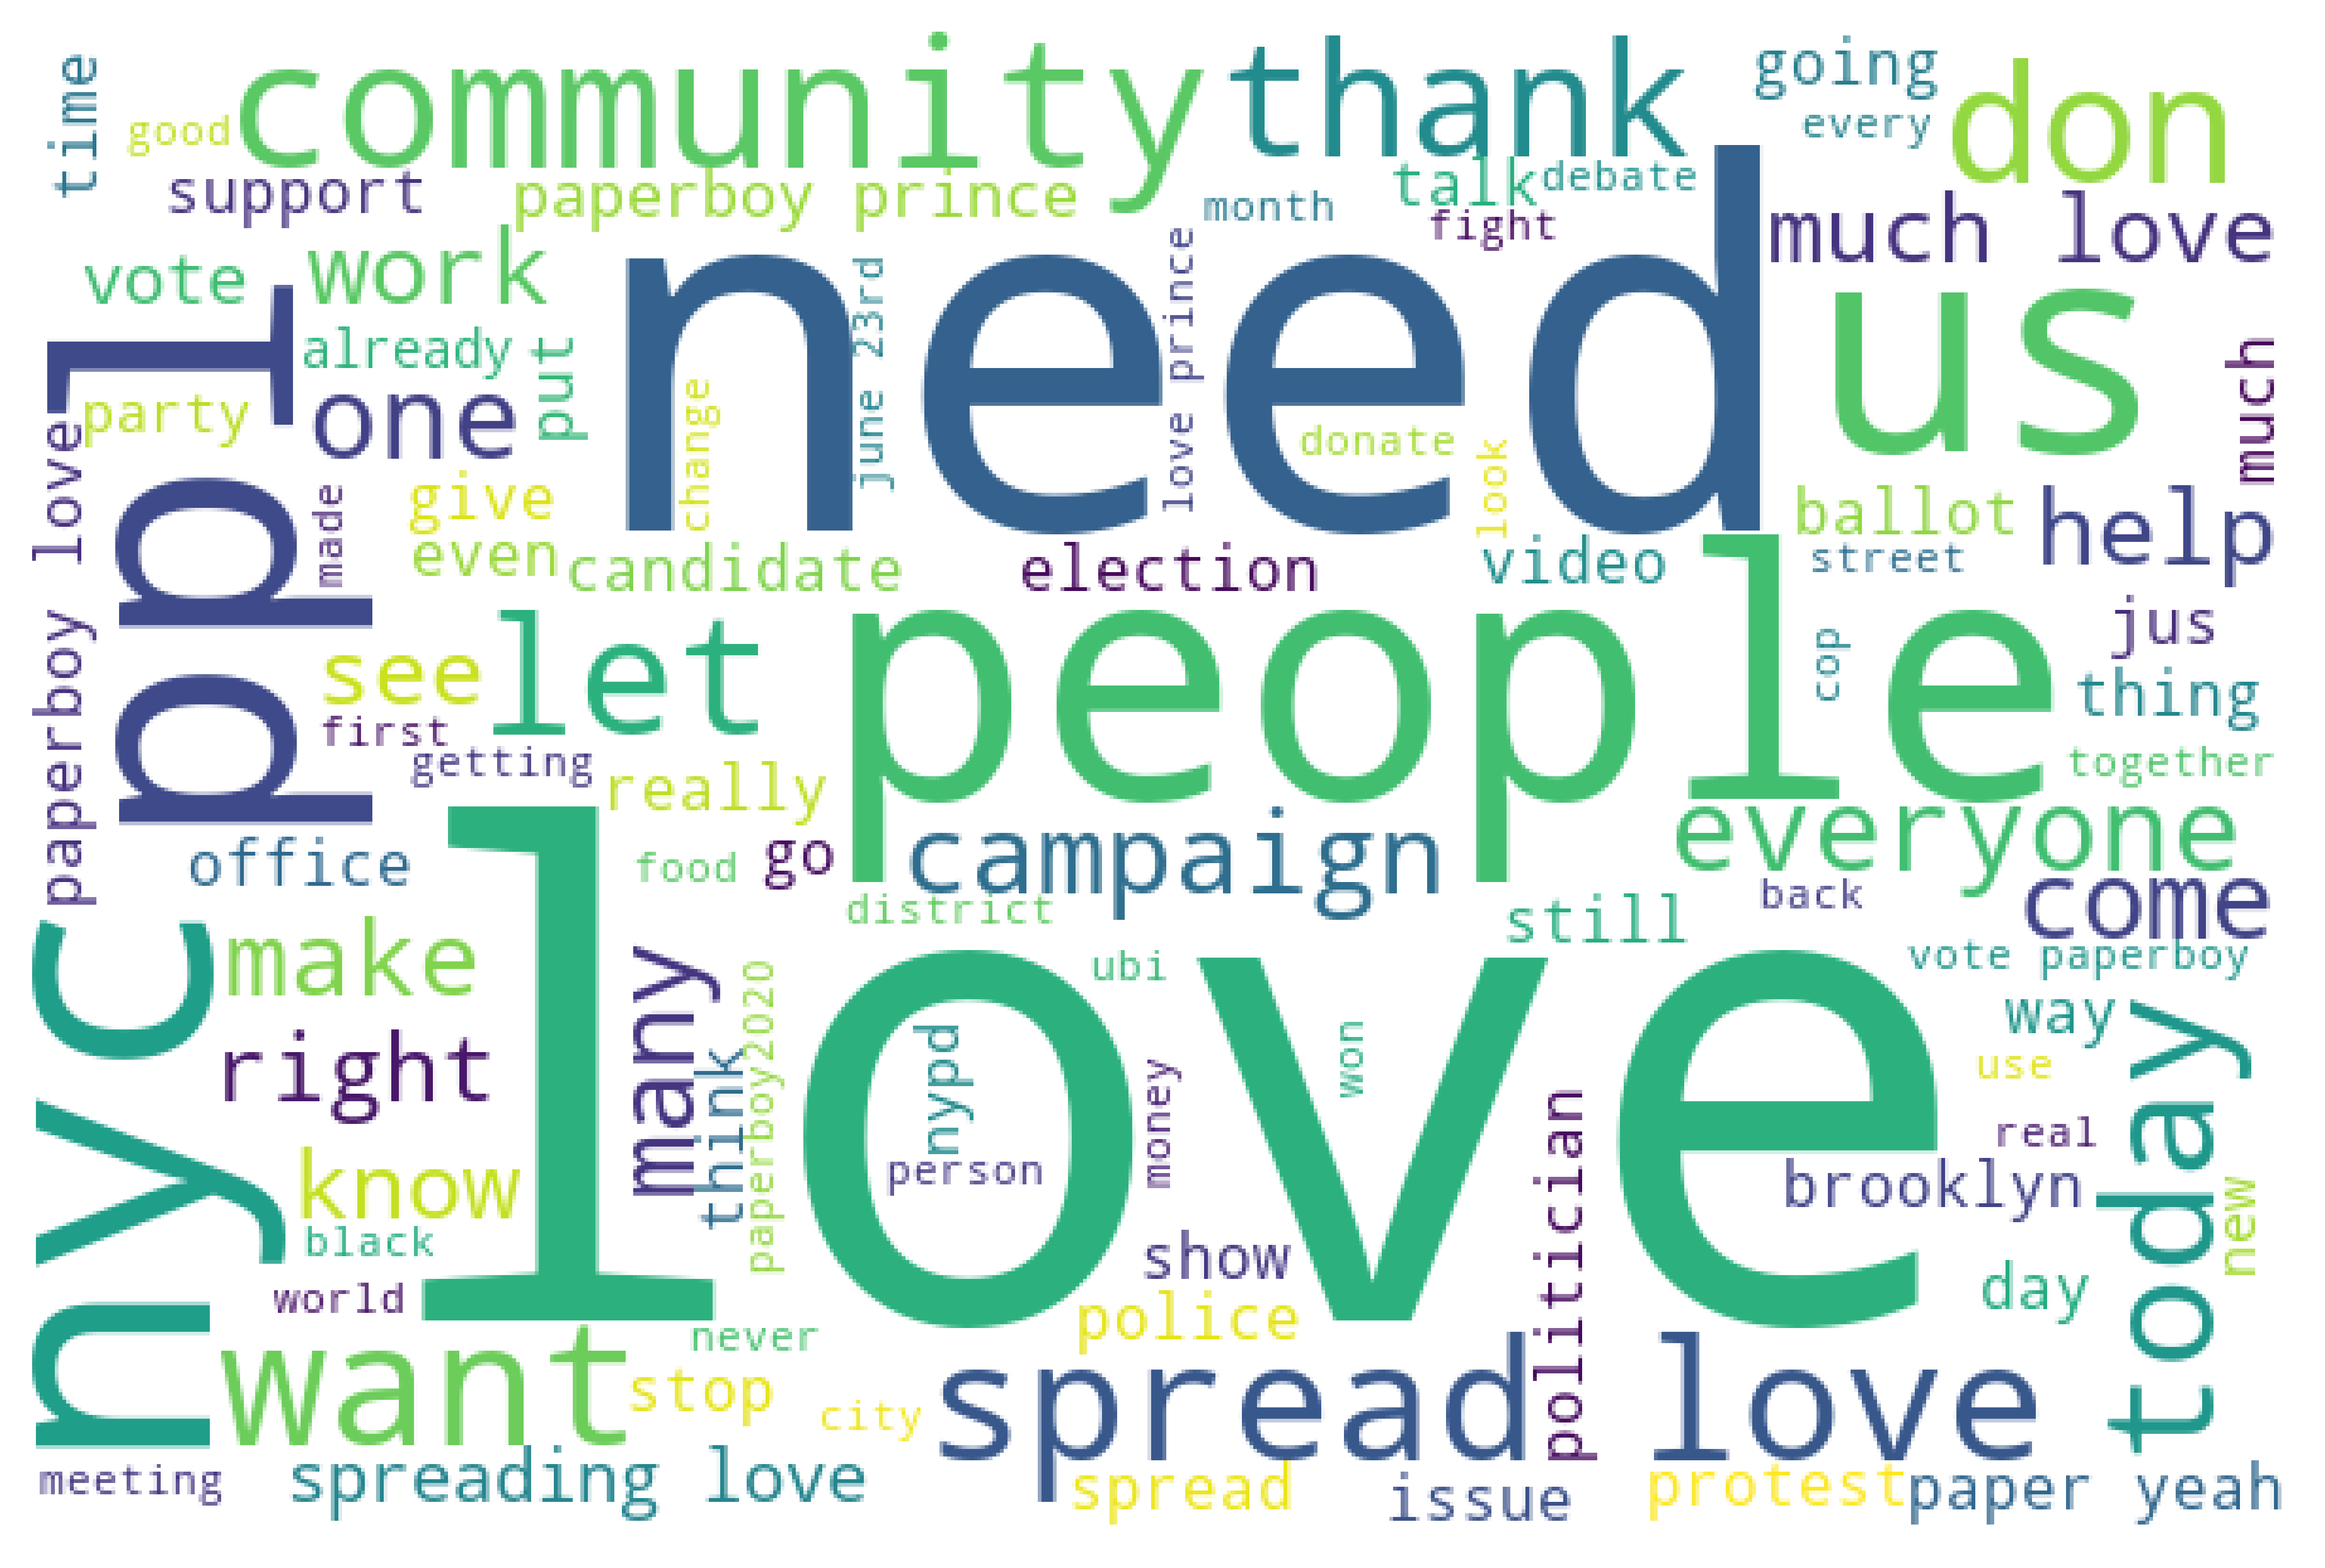 time
good
community
thank
going
every
don
support
paperboy prince
month
talk
debate
fight
much love
vote
work
need
us
ppl
already
put
june 23rd
love prince
much
party
one
change
donate
look
ballot
help
paperboy love
made
give
even
candidate
election
video
street
jus
let
people
cop
thing
see
first
getting
really
together
office
food
go
campaign
everyone
back
come
district
still
vote paperboy
nyc
make
love
many
ubi
way
today
right
think
paperboy2020
nypd
person
money
won
use
politician
real
know
brooklyn
new
black
world
show
day
police
never
want
stop
city
spread love
meeting
spreading love
spread
issue
protest
paper yeah